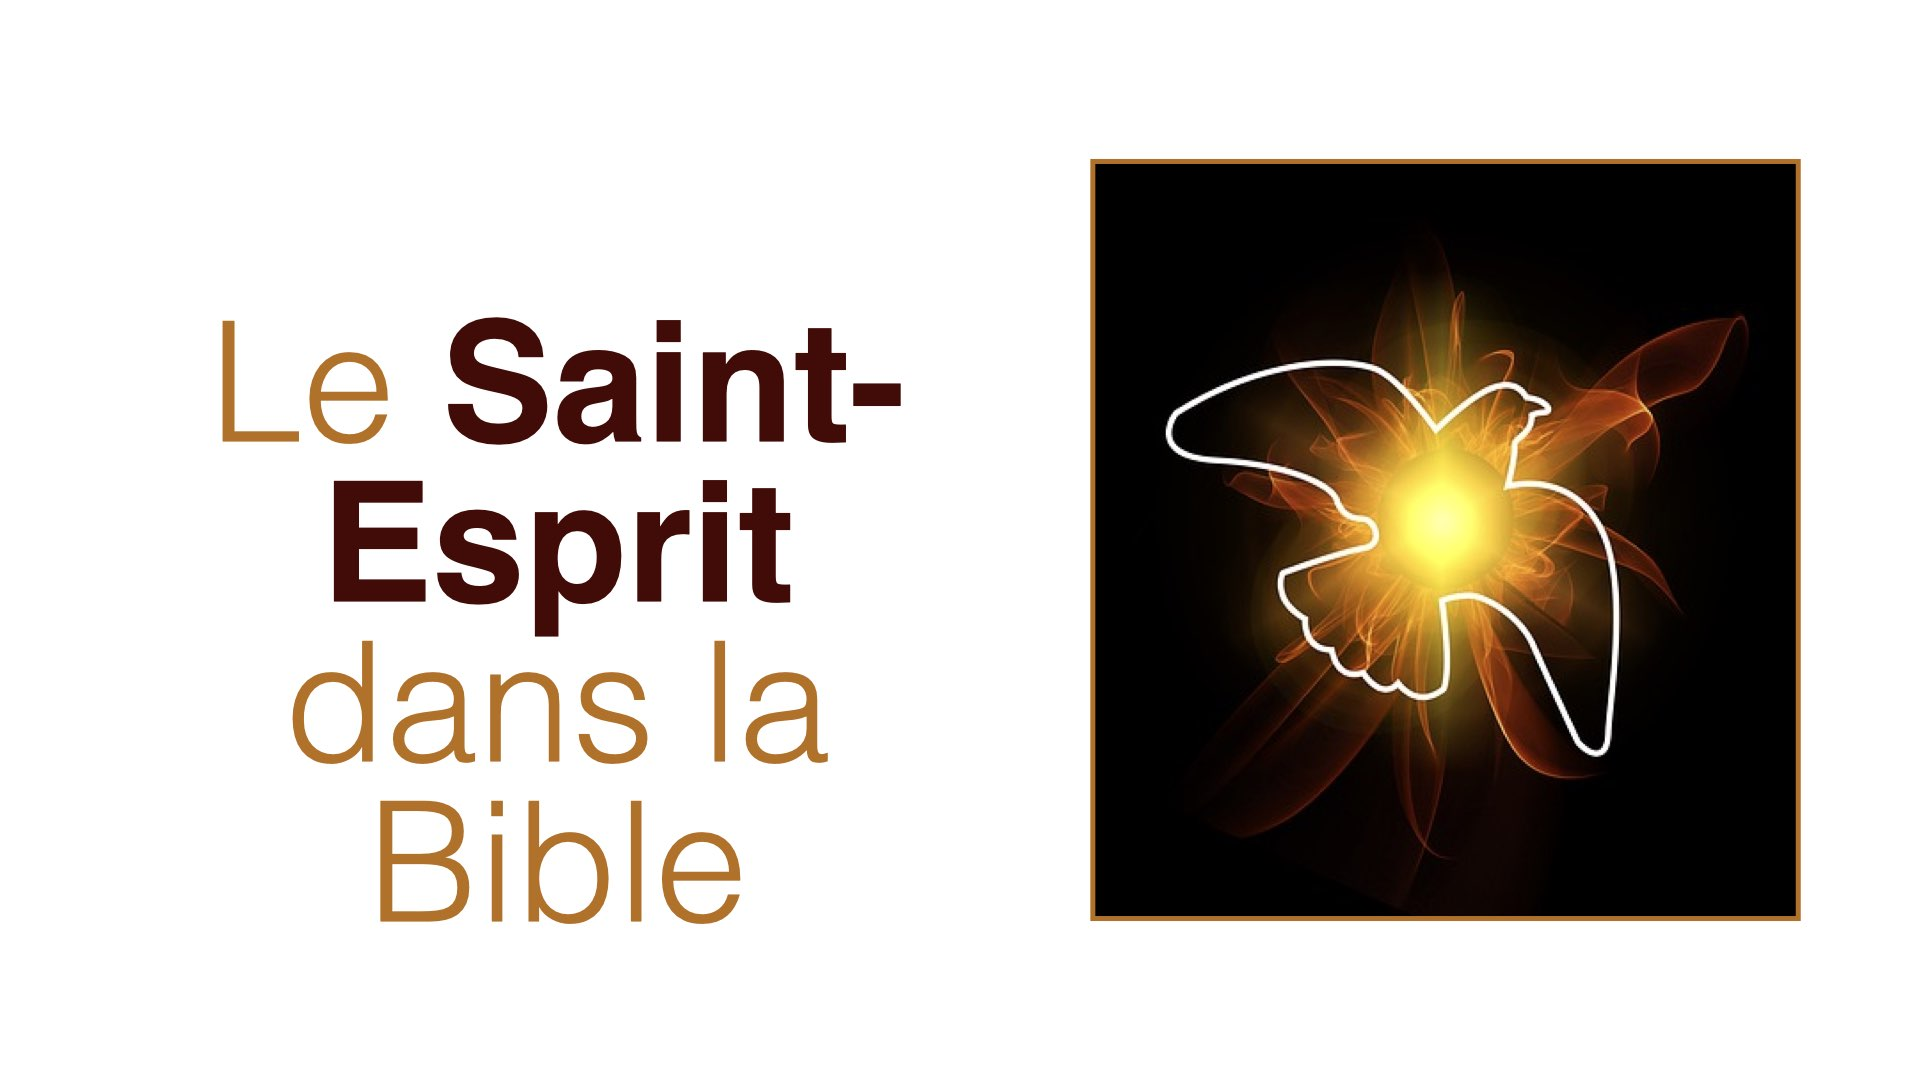 Le Saint-
Esprit
dans la
Bible